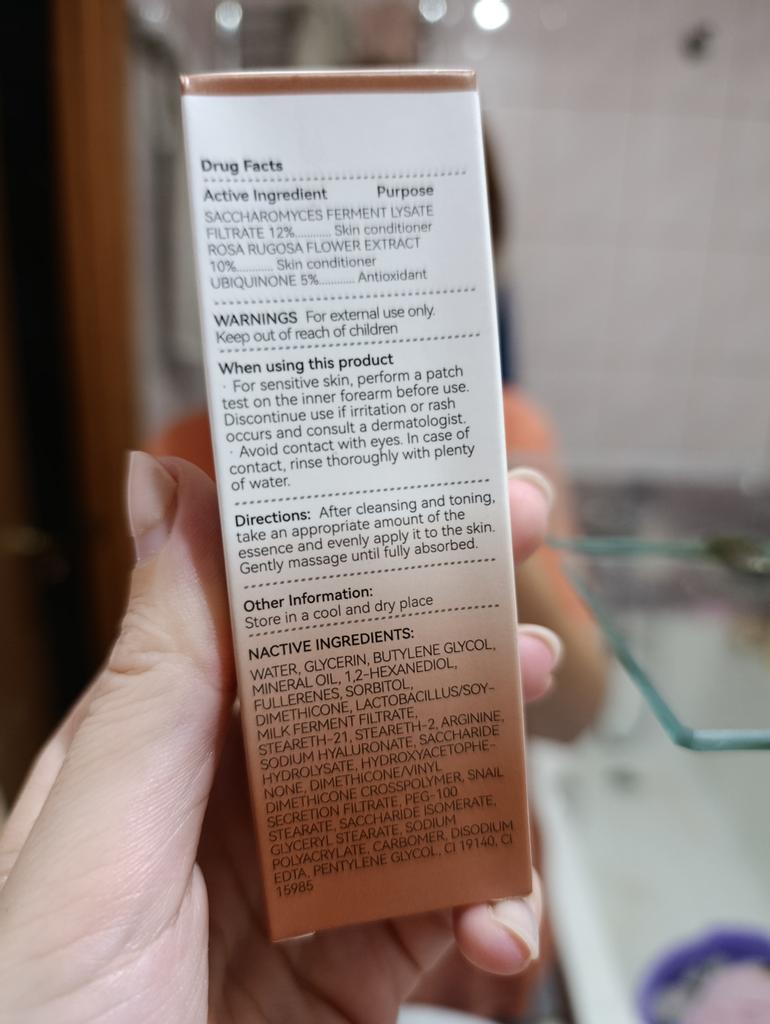 Drug Facts
Active Ingredient Purpose
SACCHAROMYCES FERMENT LYSATE
FILTRATE 12%........... Skin conditioner
ROSA RUGOSA FLOWER EXTRACT
10%........... Skin conditioner
UBIQUINONE 5%........... Antioxidant
WARNINGS For external use only.
Keep out of reach of children
When using this product
· For sensitive skin, perform a patch
test on the inner forearm before use.
Discontinue use if irritation or rash
occurs and consult a dermatologist.
· Avoid contact with eyes. In case of
contact, rinse thoroughly with plenty
of water.
Directions: After cleansing and toning,
take an appropriate amount of the
essence and evenly apply it to the skin.
Gently massage until fully absorbed.
Other Information:
Store in a cool and dry place
NACTIVE INGREDIENTS:
WATER, GLYCERIN, BUTYLENE GLYCOL,
MINERAL OIL, 1,2-HEXANEDIOL,
FULLERENES, SORBITOL,
DIMETHICONE, LACTOBACILLUS/SOY-
MILK FERMENT FILTRATE,
STEARETH-21, STEARETH-2, ARGININE,
SODIUM HYALURONATE, SACCHARIDE
HYDROLYSATE, HYDROXYACETOPHE-
NONE, DIMETHICONE/VINYL
DIMETHICONE CROSSPOLYMER, SNAIL
SECRETION FILTRATE, PEG-100
STEARATE, SACCHARIDE ISOMERATE,
GLYCERYL STEARATE, SODIUM
POLYACRYLATE, CARBOMER, DISODIUM
EDTA, PENTYLENE GLYCOL, CI 19140, CI
15985